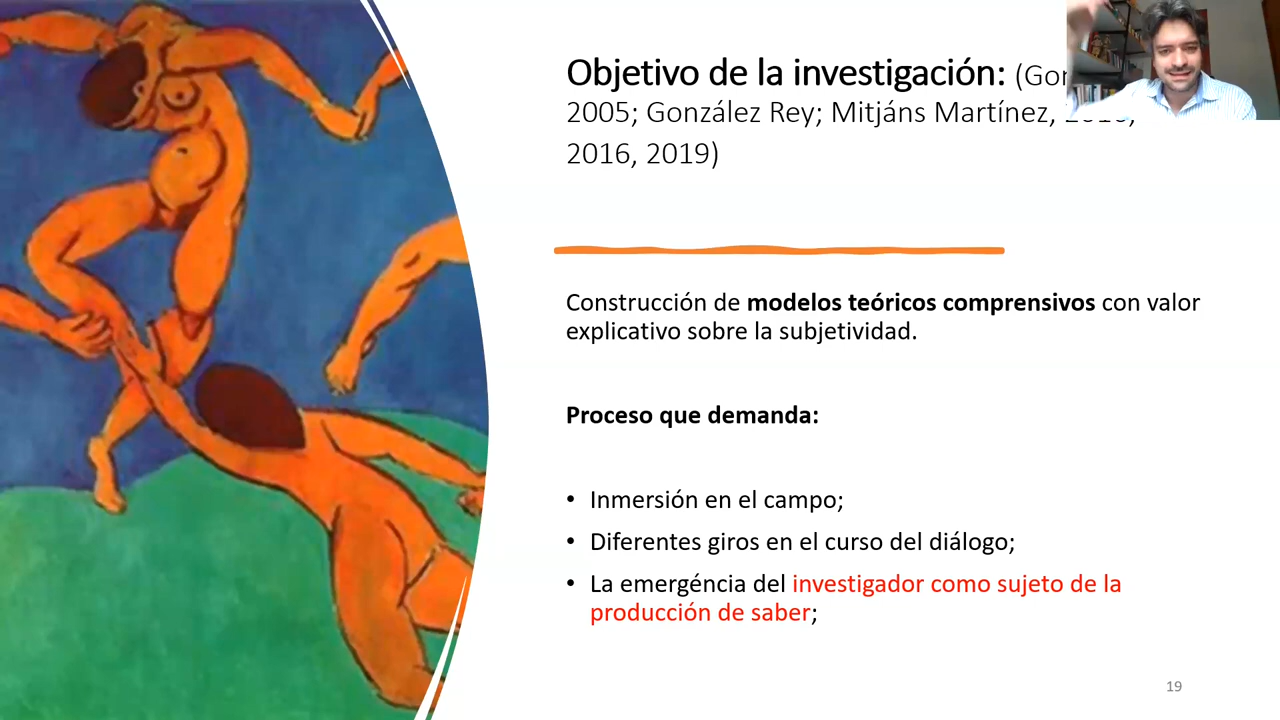 Objetivo de la investigación:
2005; González Rey; Mitjáns Martínez,
2016, 2019)
Construcción de modelos teóricos comprensivos con valor
explicativo sobre la subjetividad.
Proceso que demanda:
• Inmersión en el campo;
• Diferentes giros en el curso del diálogo;
• La emergéncia del investigador como sujeto de la
producción de saber;
19